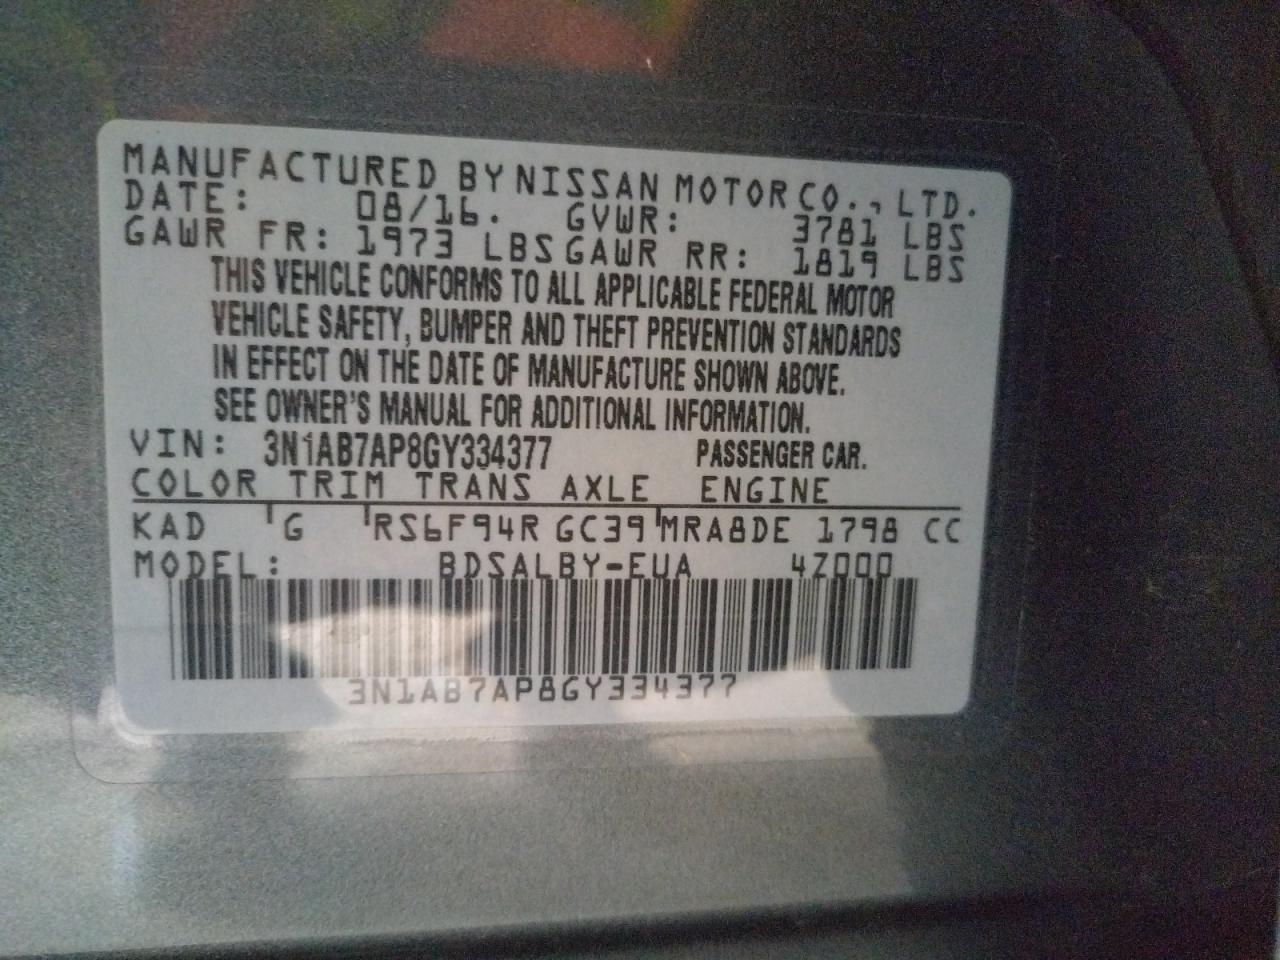 MANUFACTURED BY NISSAN MOTOR CO., LTD.
DATE: 08/16. GVWR: 3781 LBS
GAWR FR: 1973 LBS GAWR RR: 1819 LBS
THIS VEHICLE CONFORMS TO ALL APPLICABLE FEDERAL MOTOR
VEHICLE SAFETY, BUMPER AND THEFT PREVENTION STANDARDS
IN EFFECT ON THE DATE OF MANUFACTURE SHOWN ABOVE.
SEE OWNER'S MANUAL FOR ADDITIONAL INFORMATION.
VIN: 3N1AB7AP8GY334377 PASSENGER CAR.
COLOR TRIM TRANS AXLE ENGINE
KAD G RS6F94R GC39 MRA8DE 1798 CC
MODEL: BDSALBY-EUA 4Z000
3N1AB7AP8GY334377